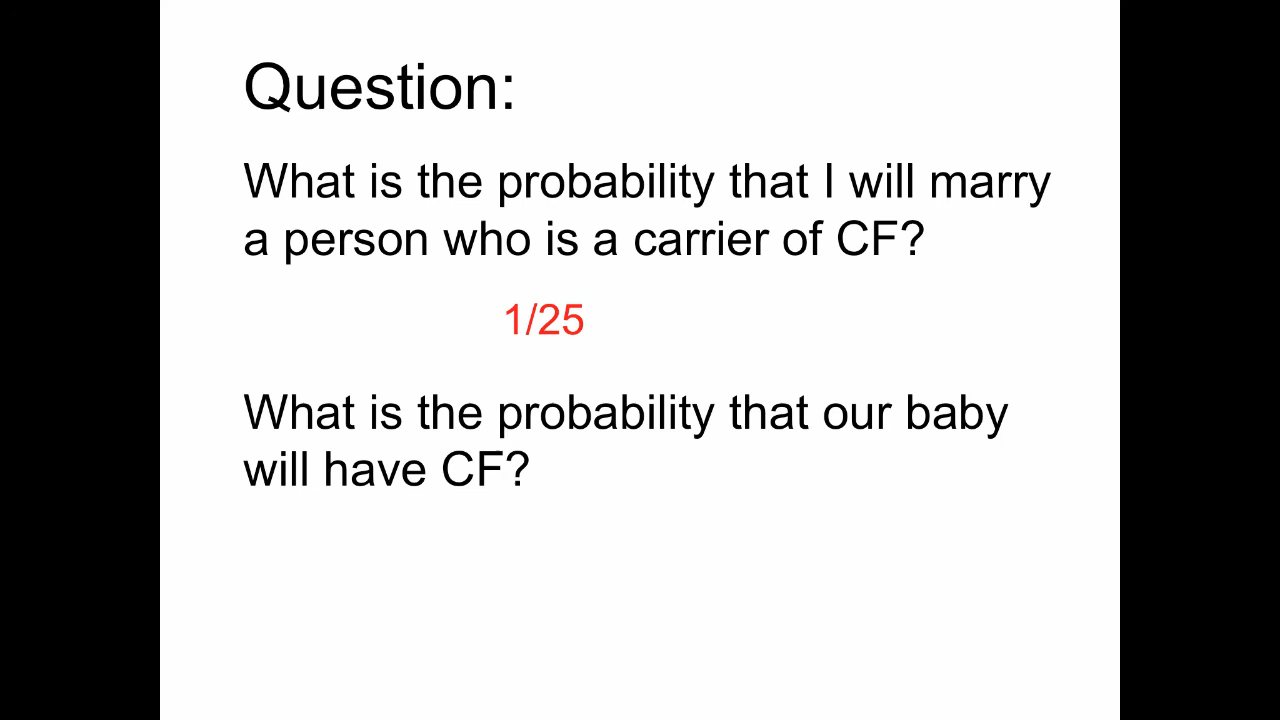 Question:
What is the probability that I will marry
a person who is a carrier of CF?
1/25
What is the probability that our baby
will have CF?